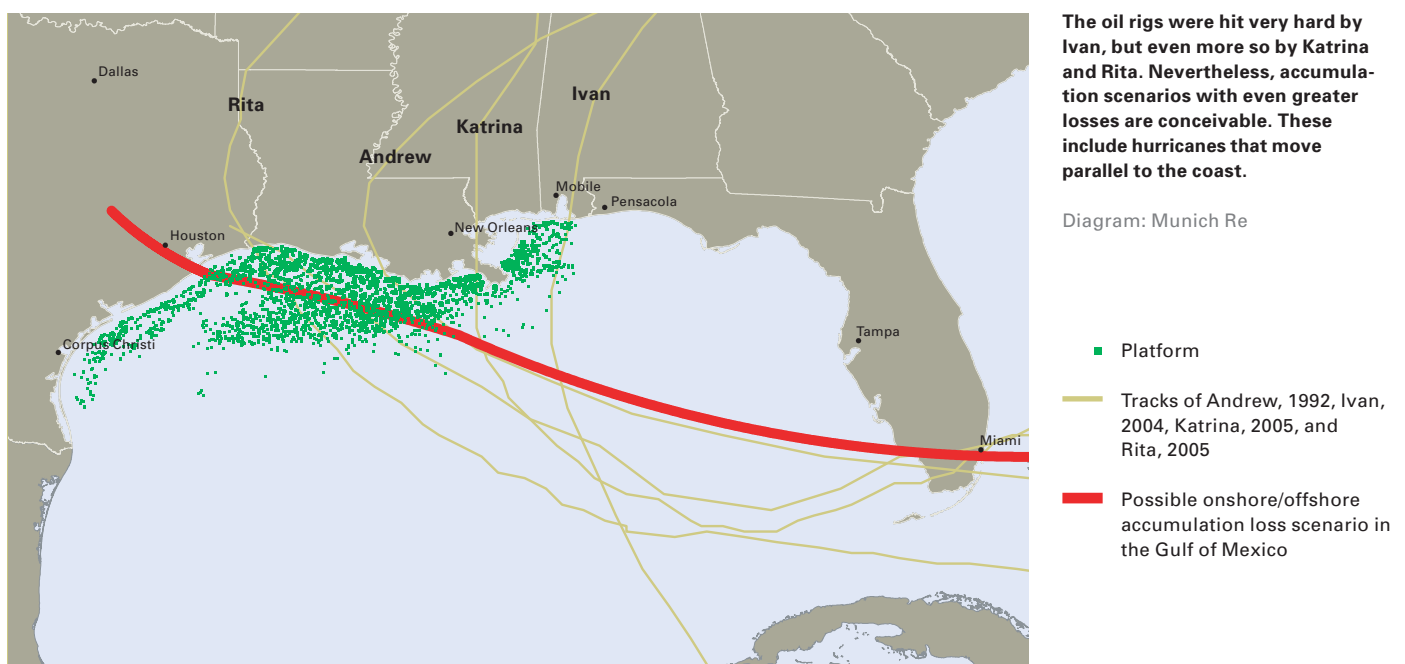 Dallas
Rita
Ivan
Katrina
Andrew
Mobile
Pensacola
New Orleans
Houston
Corpus Christi
Tampa
Miami
The oil rigs were hit very hard by
Ivan, but even more so by Katrina
and Rita. Nevertheless, accumula-
tion scenarios with even greater
losses are conceivable. These
include hurricanes that move
parallel to the coast.
Diagram: Munich Re
Platform
Tracks of Andrew, 1992, Ivan,
2004, Katrina, 2005, and
Rita, 2005
Possible onshore/offshore
accumulation loss scenario in
the Gulf of Mexico